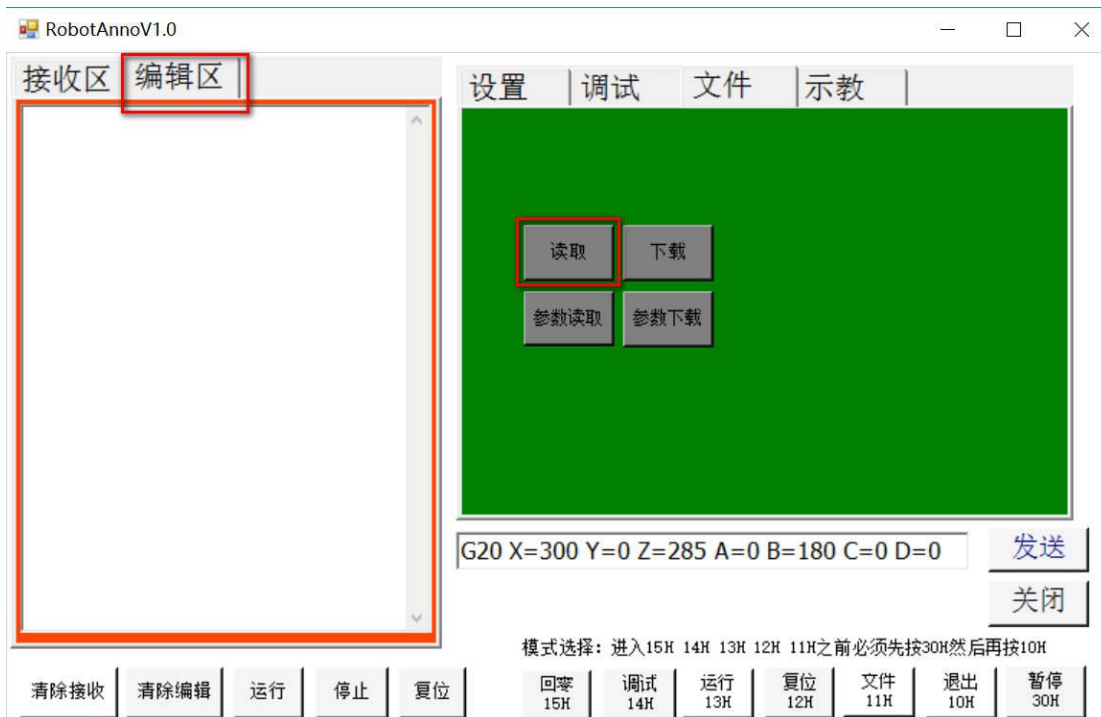 RobotAnnoV1.0
接收区 编辑区
设置 调试 文件 示教
读取 下载
参数读取 参数下载
G20 X=300 Y=0 Z=285 A=0 B=180 C=0 D=0 发送
关闭
模式选择：进入15H 14H 13H 12H 11H之前必须先按30H然后再按10H
清除接收 清除编辑 运行 停止 复位
回零 调试 运行 复位 文件 退出 暂停
15H 14H 13H 12H 11H 10H 30H